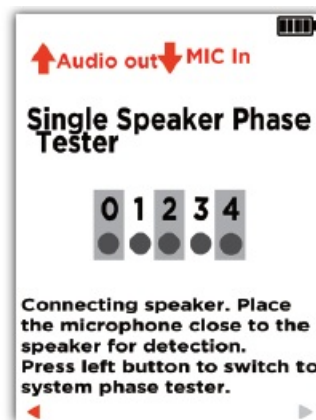 Audio out MIC In
Single Speaker Phase
Tester
0 1 2 3 4
Connecting speaker. Place
the microphone close to the
speaker for detection.
Press left button to switch to
system phase tester.